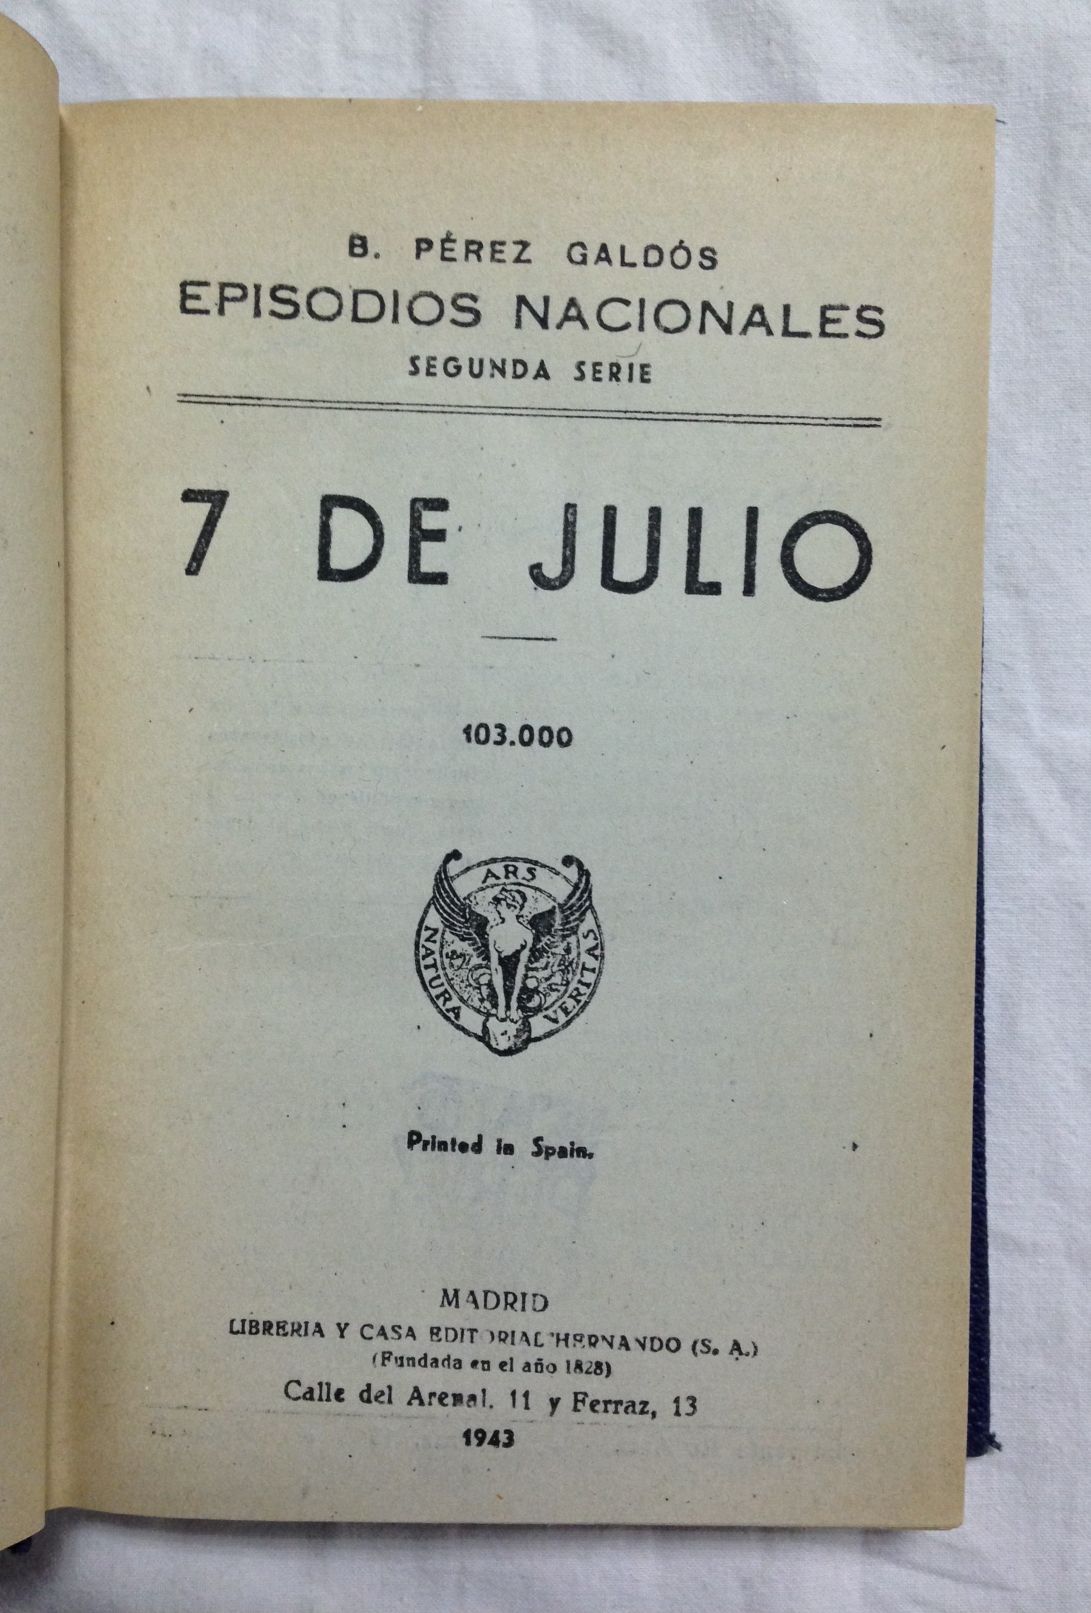 B. PÉREZ GALDÓS
EPISODIOS NACIONALES
SEGUNDA SERIE
7 DE JULIO
103.000
ARS
NATURA
VERITAS
Printed in Spain.
MADRID
LIBRERIA Y CASA EDITORIAL HERNANDO (S. A.)
(Fundada en el año 1828)
Calle del Arenal, 11 y Ferraz, 13
1943